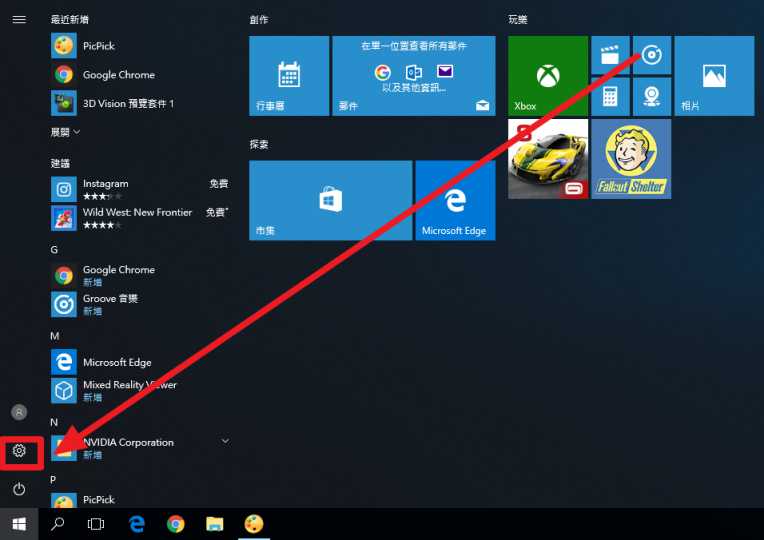 最近新增
PicPick
Google Chrome
3D Vision 預覽套件 1
展開
建議
Instagram
免費
Wild West: New Frontier
免費*
G
Google Chrome
新增
Groove 音樂
新增
M
Microsoft Edge
Mixed Reality Viewer
新增
N
NVIDIA Corporation
新增
P
PicPick
創作
行事曆
在單一位置查看所有郵件
以及其他資訊...
郵件
探索
市集
Microsoft Edge
玩樂
Xbox
相片
Fallout Shelter